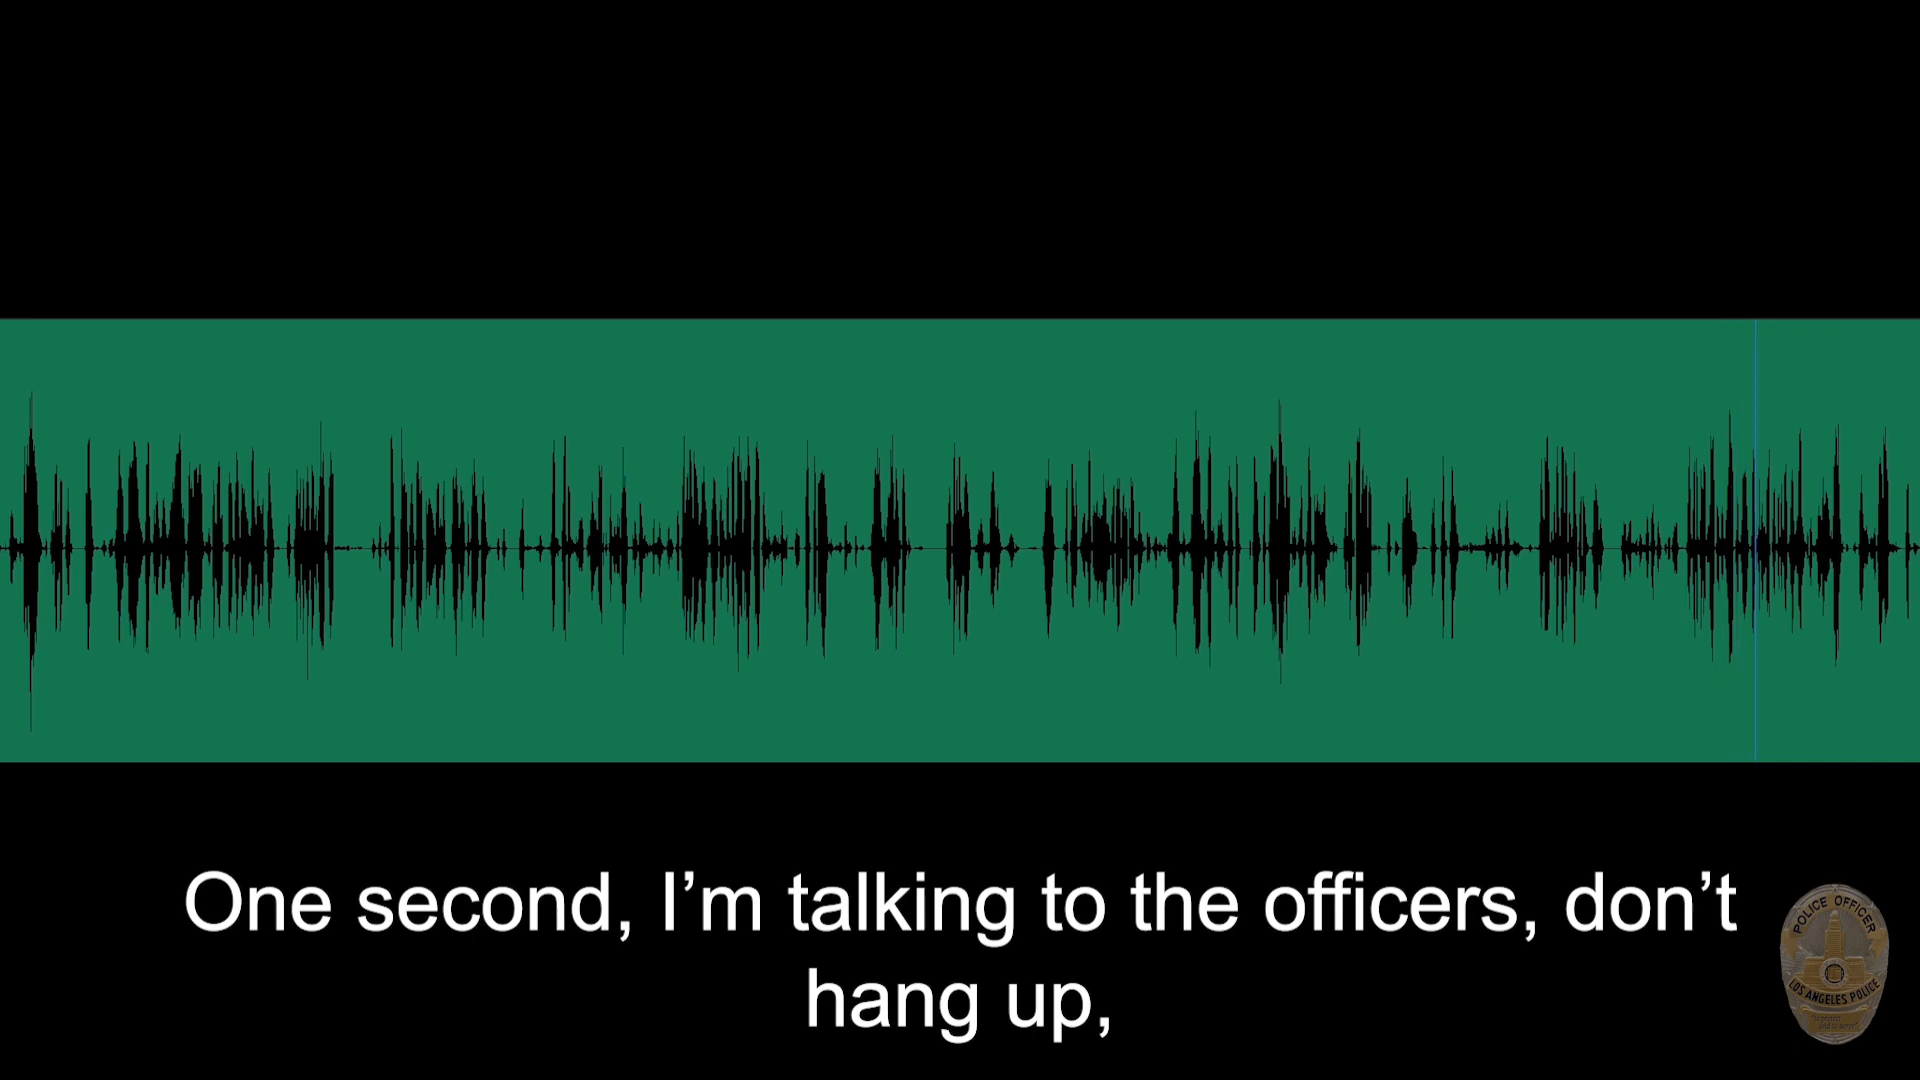 One second, I’m talking to the officers, don’t
hang up,
POLICE OFFICER
LOS ANGELES POLICE